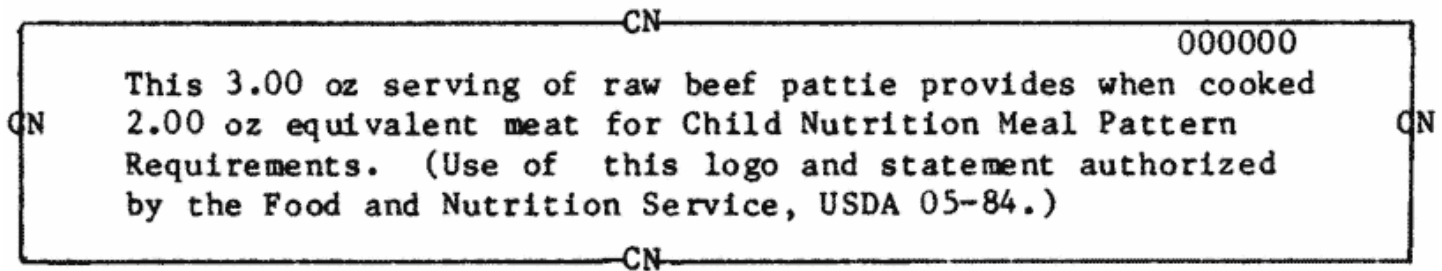 CN
000000
This 3.00 oz serving of raw beef pattie provides when cooked
CN 2.00 oz equivalent meat for Child Nutrition Meal Pattern CN
Requirements. (Use of this logo and statement authorized
by the Food and Nutrition Service, USDA 05-84.)
CN